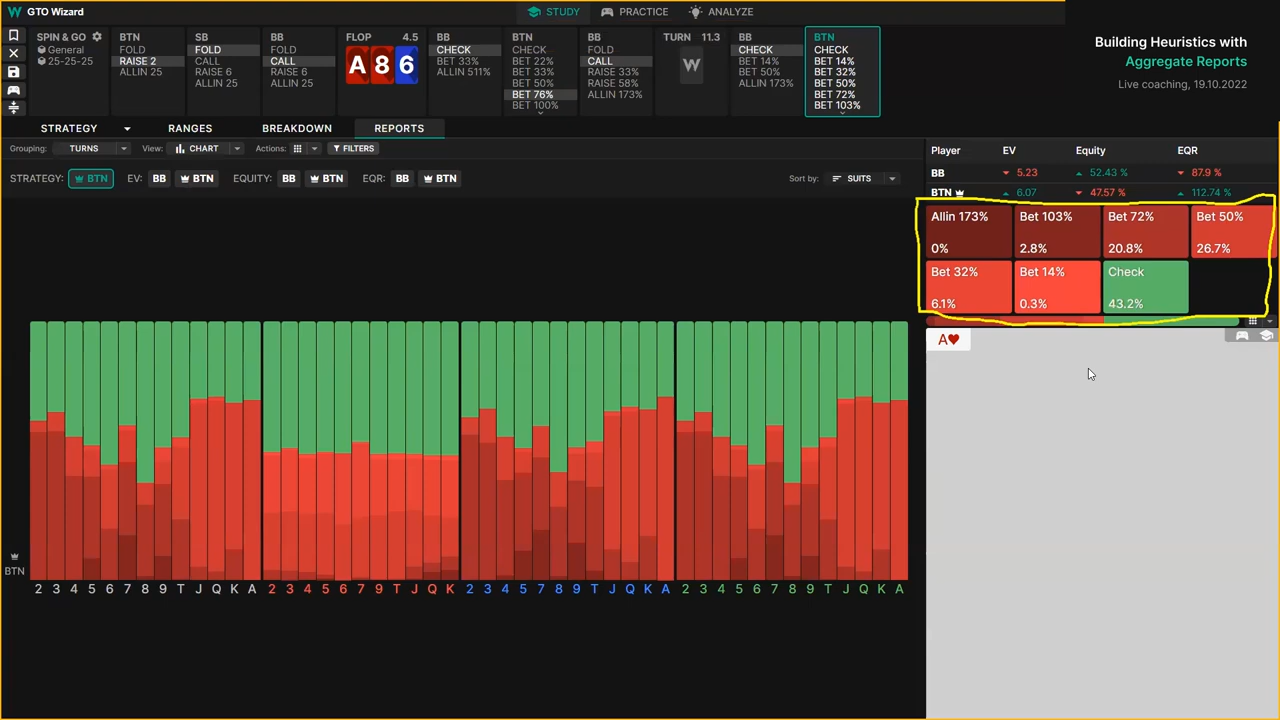 GTO Wizard
STUDY PRACTICE ANALYZE
SPIN & GO
General
25-25-25
BTN
FOLD
RAISE 2
ALLIN 25
SB
FOLD
CALL
RAISE 6
ALLIN 25
BB
FOLD
CALL
RAISE 6
ALLIN 25
FLOP 4.5
A 8 6
BB
CHECK
BET 33%
ALLIN 511%
BTN
CHECK
BET 22%
BET 33%
BET 50%
BET 76%
BET 100%
BB
FOLD
CALL
RAISE 33%
RAISE 58%
ALLIN 173%
TURN 11.3
W
BB
CHECK
BET 14%
BET 50%
ALLIN 173%
BTN
CHECK
BET 14%
BET 32%
BET 50%
BET 72%
BET 103%
Building Heuristics with
Aggregate Reports
Live coaching, 19.10.2022
STRATEGY RANGES BREAKDOWN REPORTS
Grouping: TURNS View: CHART Actions: FILTERS
STRATEGY: BTN EV: BB BTN EQUITY: BB BTN EQR: BB BTN
Sort by: SUITS
Player EV Equity EQR
BB 5.23 52.43 % 87.9 %
BTN 6.07 47.57 % 112.74 %
Allin 173% Bet 103% Bet 72% Bet 50%
0% 2.8% 20.8% 26.7%
Bet 32% Bet 14% Check
6.1% 0.3% 43.2%
A♥
BTN
2 3 4 5 6 7 8 9 T J Q K A 2 3 4 5 6 7 9 T J Q K 2 3 4 5 7 8 9 T J Q K A 2 3 4 5 6 7 8 9 T J Q K A